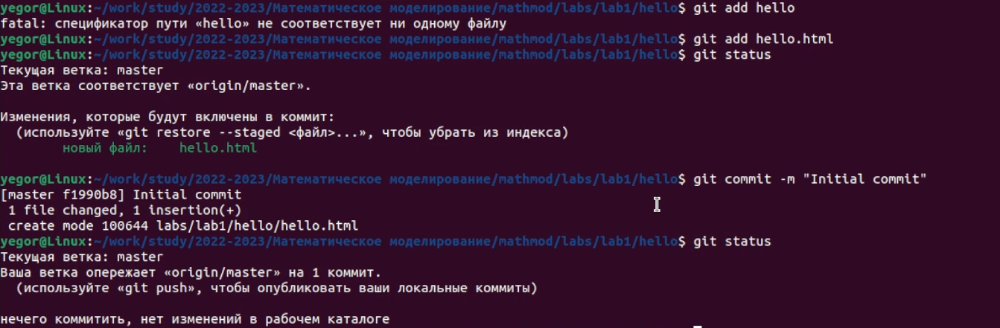 yegor@Linux:~/work/study/2022-2023/Математическое моделирование/mathmod/labs/lab1/hello$ git add hello
fatal: спецификатор пути «hello» не соответствует ни одному файлу
yegor@Linux:~/work/study/2022-2023/Математическое моделирование/mathmod/labs/lab1/hello$ git add hello.html
yegor@Linux:~/work/study/2022-2023/Математическое моделирование/mathmod/labs/lab1/hello$ git status
Текущая ветка: master
Эта ветка соответствует «origin/master».
Изменения, которые будут включены в коммит:
  (используйте «git restore --staged <файл>...», чтобы убрать из индекса)
        новый файл:    hello.html
yegor@Linux:~/work/study/2022-2023/Математическое моделирование/mathmod/labs/lab1/hello$ git commit -m "Initial commit"
[master f1990b8] Initial commit
 1 file changed, 1 insertion(+)
 create mode 100644 labs/lab1/hello/hello.html
yegor@Linux:~/work/study/2022-2023/Математическое моделирование/mathmod/labs/lab1/hello$ git status
Текущая ветка: master
Ваша ветка опережает «origin/master» на 1 коммит.
  (используйте «git push», чтобы опубликовать ваши локальные коммиты)
нечего коммитить, нет изменений в рабочем каталоге